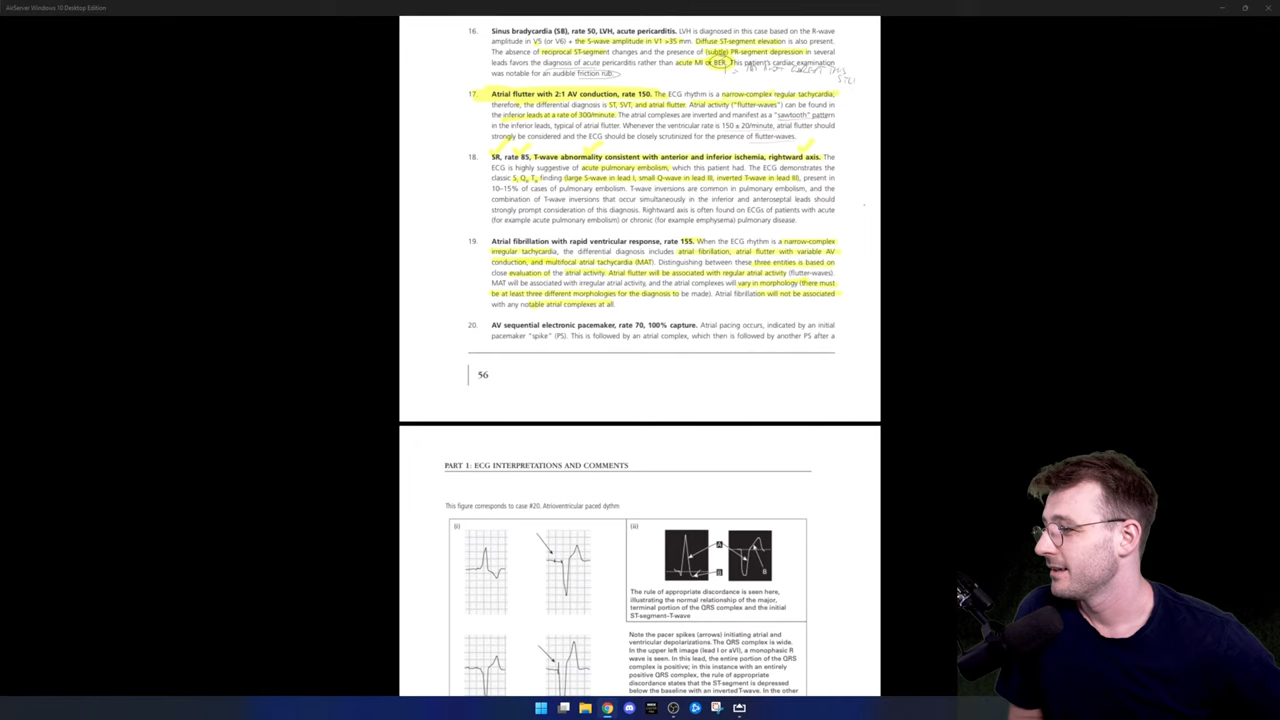 AirServer Windows 10 Desktop Edition
16. Sinus bradycardia (SB), rate 50, LVH, acute pericarditis. LVH is diagnosed in this case based on the R-wave
amplitude in V5 (or V6) + the S-wave amplitude in V1 >35 mm. Diffuse ST-segment elevation is also present.
The absence of reciprocal ST-segment changes and the presence of (subtle) PR-segment depression in several
leads favors the diagnosis of acute pericarditis rather than acute MI or BER. This patient's cardiac examination
was notable for an audible friction rub.
17. Atrial flutter with 2:1 AV conduction, rate 150. The ECG rhythm is a narrow-complex regular tachycardia,
therefore, the differential diagnosis is ST, SVT, and atrial flutter. Atrial activity ("flutter-waves") can be found in
the inferior leads at a rate of 300/minute. The atrial complexes are inverted and manifest as a "sawtooth" pattern
in the inferior leads, typical of atrial flutter. Whenever the ventricular rate is 150 ± 20/minute, atrial flutter should
strongly be considered and the ECG should be closely scrutinized for the presence of flutter-waves.
18. SR, rate 85, T-wave abnormality consistent with anterior and inferior ischemia, rightward axis. The
ECG is highly suggestive of acute pulmonary embolism, which this patient had. The ECG demonstrates the
classic S_I Q_III T_III finding (large S-wave in lead I, small Q-wave in lead III, inverted T-wave in lead III), present in
10–15% of cases of pulmonary embolism. T-wave inversions are common in pulmonary embolism, and the
combination of T-wave inversions that occur simultaneously in the inferior and anteroseptal leads should
strongly prompt consideration of this diagnosis. Rightward axis is often found on ECGs of patients with acute
(for example acute pulmonary embolism) or chronic (for example emphysema) pulmonary disease.
19. Atrial fibrillation with rapid ventricular response, rate 155. When the ECG rhythm is a narrow-complex
irregular tachycardia, the differential diagnosis includes atrial fibrillation, atrial flutter with variable AV
conduction, and multifocal atrial tachycardia (MAT). Distinguishing between these three entities is based on
close evaluation of the atrial activity. Atrial flutter will be associated with regular atrial activity (flutter-waves).
MAT will be associated with irregular atrial activity, and the atrial complexes will vary in morphology (there must
be at least three different morphologies for the diagnosis to be made). Atrial fibrillation will not be associated
with any notable atrial complexes at all.
20. AV sequential electronic pacemaker, rate 70, 100% capture. Atrial pacing occurs, indicated by an initial
pacemaker "spike" (PS). This is followed by an atrial complex, which then is followed by another PS after a
56
PART 1: ECG INTERPRETATIONS AND COMMENTS
This figure corresponds to case #20. Atrioventricular paced dythm
(i)
(ii)
A
B
B
The rule of appropriate discordance is seen here,
illustrating the normal relationship of the major,
terminal portion of the QRS complex and the initial
ST-segment–T-wave
Note the pacer spikes (arrows) initiating atrial and
ventricular depolarizations. The QRS complex is wide.
In the upper left image (lead I or aVl), a monophasic R
wave is seen. In this lead, the entire portion of the QRS
complex is positive; in this instance with an entirely
positive QRS complex, the rule of appropriate
discordance states that the ST-segment is depressed
below the baseline with an inverted T-wave. In the other